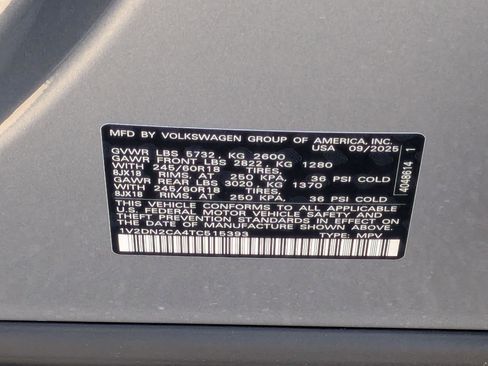 MFD BY VOLKSWAGEN GROUP OF AMERICA, INC.
USA 09/2025
GVWR LBS 5732, KG 2600
GAWR FRONT LBS 2822, KG 1280
WITH 245/60R18 TIRES,
8JX18 RIMS, AT 250 KPA, 36 PSI COLD
GAWR REAR LBS 3020 KG 1370
WITH 245/60R18 TIRES,
8JX18 RIMS, AT 250 KPA, 36 PSI COLD
THIS VEHICLE CONFORMS TO ALL APPLICABLE
U.S. FEDERAL MOTOR VEHICLE SAFETY AND
THEFT PREVENTION STANDARDS IN EFFECT ON
THE DATE OF MANUFACTURE SHOWN ABOVE.
1V2DN2CA4TC515393 TYPE: MPV
4048614 1